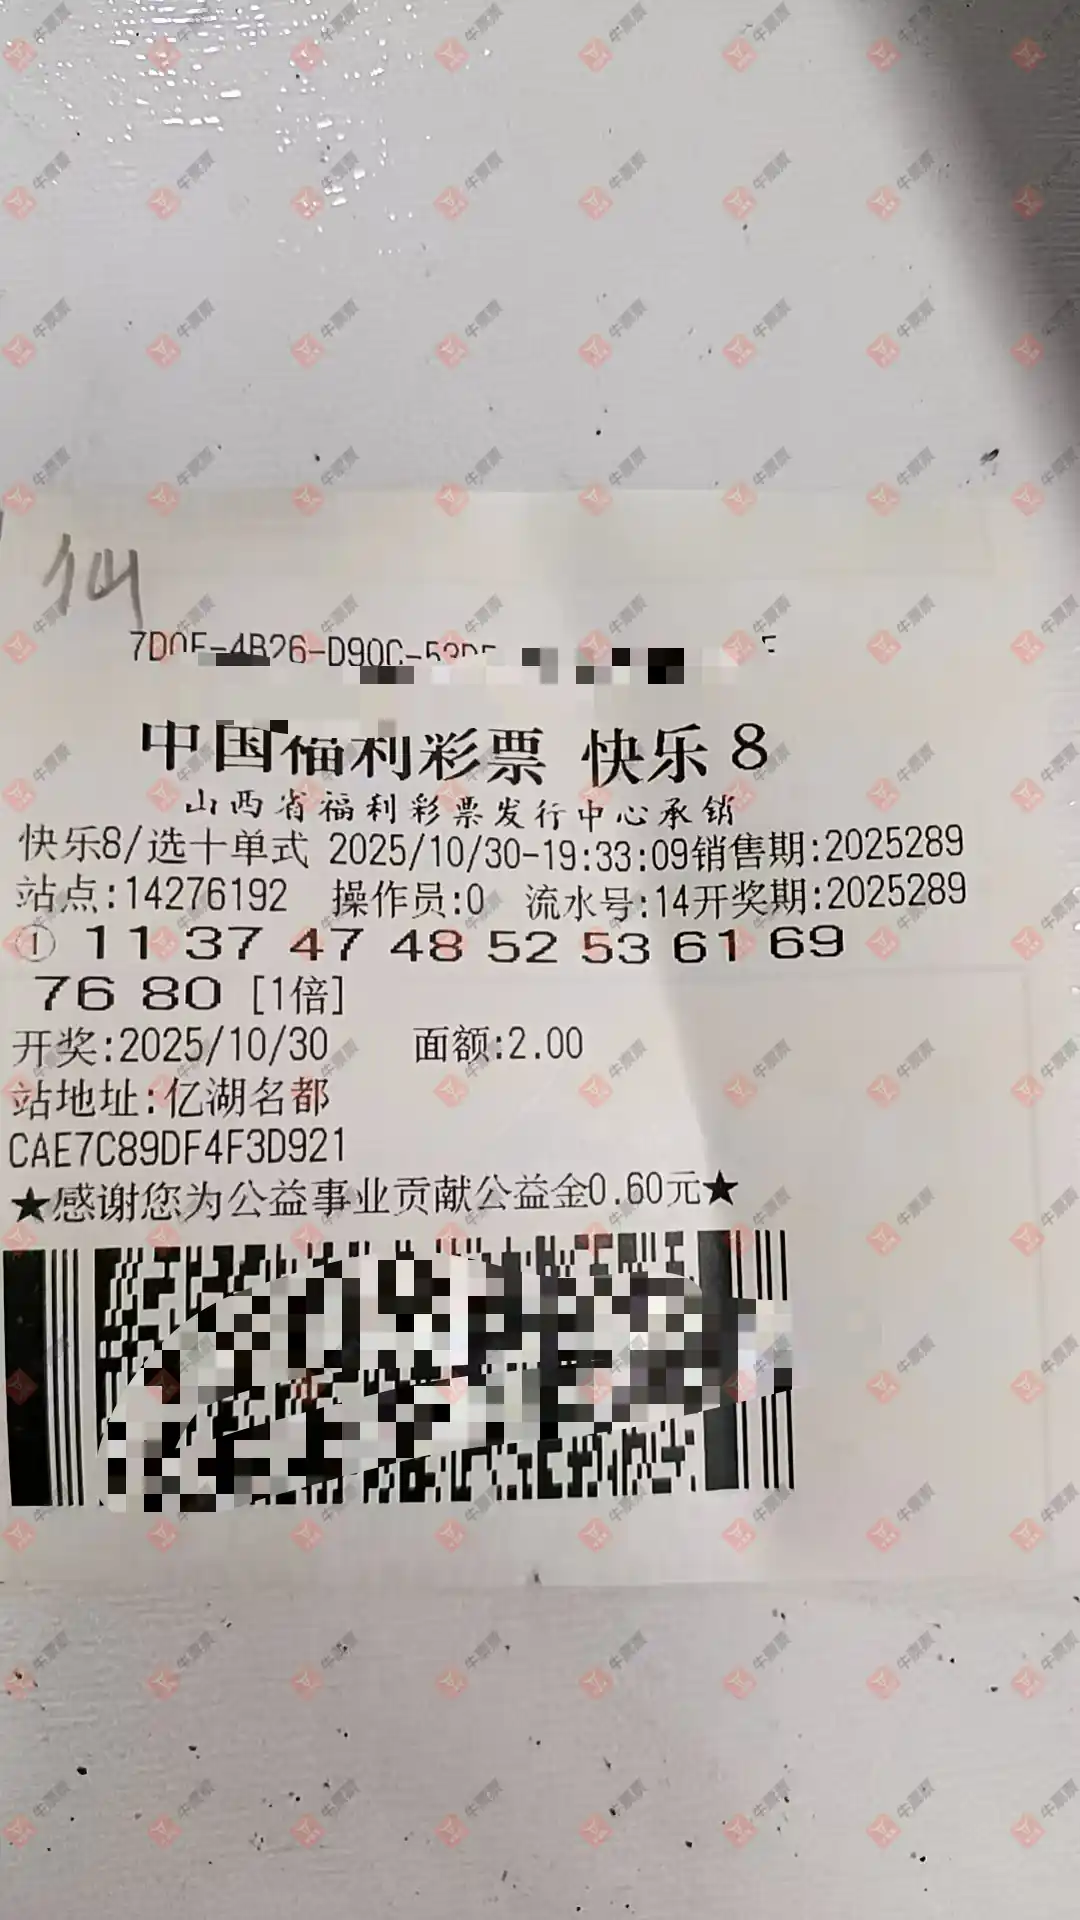 中国福利彩票 快乐8
山西省福利彩票发行中心承销
快乐8/选十单式 2025/10/30-19:33:09销售期:2025289
站点:14276192 操作员:0 流水号:14开奖期:2025289
① 11 37 47 48 52 53 61 69
76 80 [1倍]
开奖:2025/10/30 面额:2.00
站地址:亿湖名都
CAE7C89DF4F3D921
★感谢您为公益事业贡献公益金0.60元★
牛票票